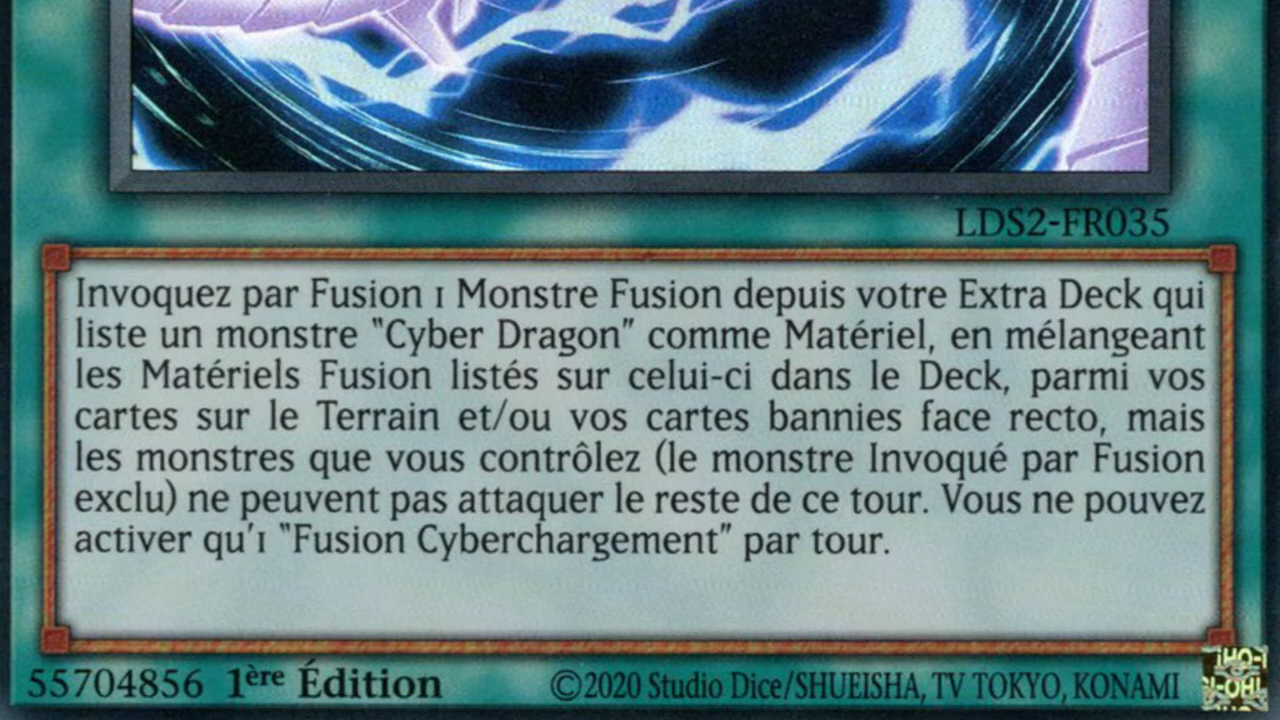 LDS2-FR035
Invoquez par Fusion 1 Monstre Fusion depuis votre Extra Deck qui
liste un monstre "Cyber Dragon" comme Matériel, en mélangeant
les Matériels Fusion listés sur celui-ci dans le Deck, parmi vos
cartes sur le Terrain et/ou vos cartes bannies face recto, mais
les monstres que vous contrôlez (le monstre Invoqué par Fusion
exclu) ne peuvent pas attaquer le reste de ce tour. Vous ne pouvez
activer qu'1 "Fusion Cyberchargement" par tour.
55704856 1ère Édition ©2020 Studio Dice/SHUEISHA, TV TOKYO, KONAMI